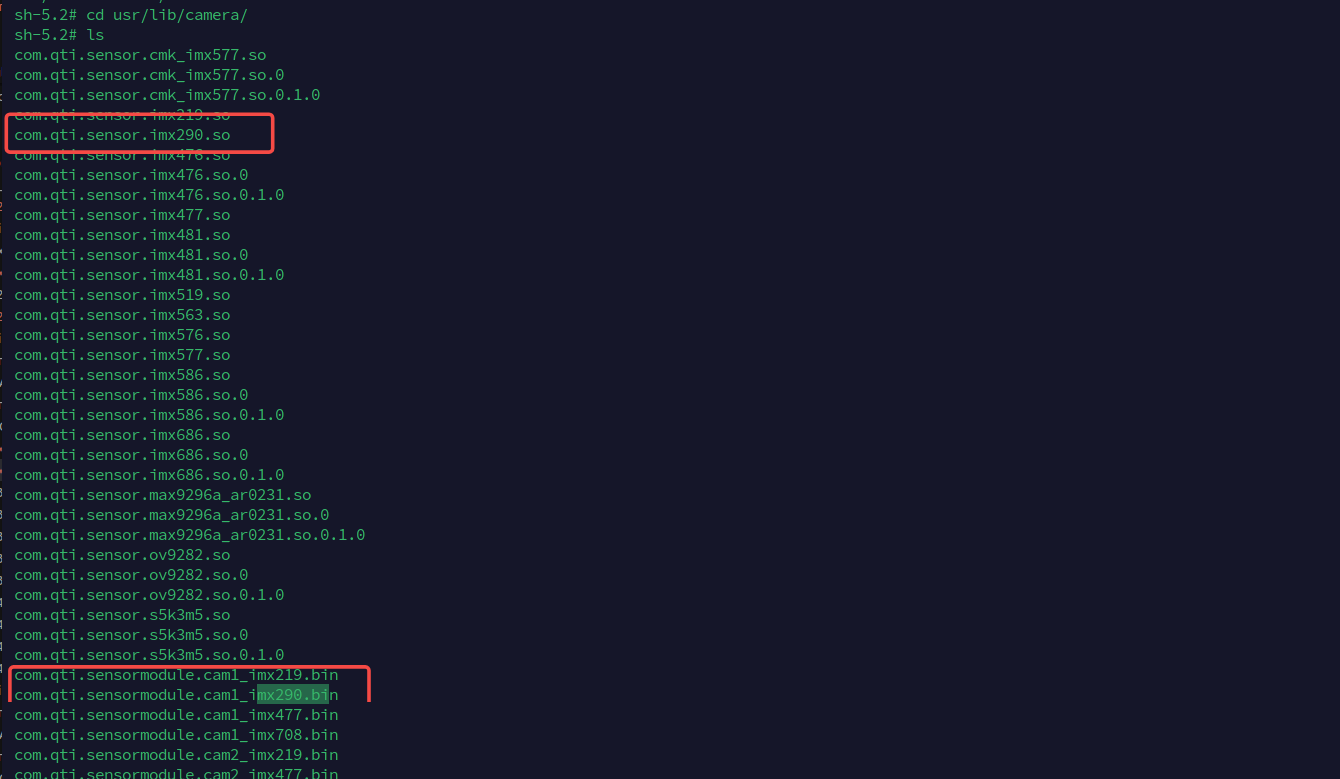 sh-5.2# cd usr/lib/camera/
sh-5.2# ls
com.qti.sensor.cmk_imx577.so
com.qti.sensor.cmk_imx577.so.0
com.qti.sensor.cmk_imx577.so.0.1.0
com.qti.sensor.imx219.so
com.qti.sensor.imx290.so
com.qti.sensor.imx476.so
com.qti.sensor.imx476.so.0
com.qti.sensor.imx476.so.0.1.0
com.qti.sensor.imx477.so
com.qti.sensor.imx481.so
com.qti.sensor.imx481.so.0
com.qti.sensor.imx481.so.0.1.0
com.qti.sensor.imx519.so
com.qti.sensor.imx563.so
com.qti.sensor.imx576.so
com.qti.sensor.imx577.so
com.qti.sensor.imx586.so
com.qti.sensor.imx586.so.0
com.qti.sensor.imx586.so.0.1.0
com.qti.sensor.imx686.so
com.qti.sensor.imx686.so.0
com.qti.sensor.imx686.so.0.1.0
com.qti.sensor.max9296a_ar0231.so
com.qti.sensor.max9296a_ar0231.so.0
com.qti.sensor.max9296a_ar0231.so.0.1.0
com.qti.sensor.ov9282.so
com.qti.sensor.ov9282.so.0
com.qti.sensor.ov9282.so.0.1.0
com.qti.sensor.s5k3m5.so
com.qti.sensor.s5k3m5.so.0
com.qti.sensor.s5k3m5.so.0.1.0
com.qti.sensormodule.cam1_imx219.bin
com.qti.sensormodule.cam1_imx290.bin
com.qti.sensormodule.cam1_imx477.bin
com.qti.sensormodule.cam1_imx708.bin
com.qti.sensormodule.cam2_imx219.bin
com.qti.sensormodule.cam2_imx477.bin